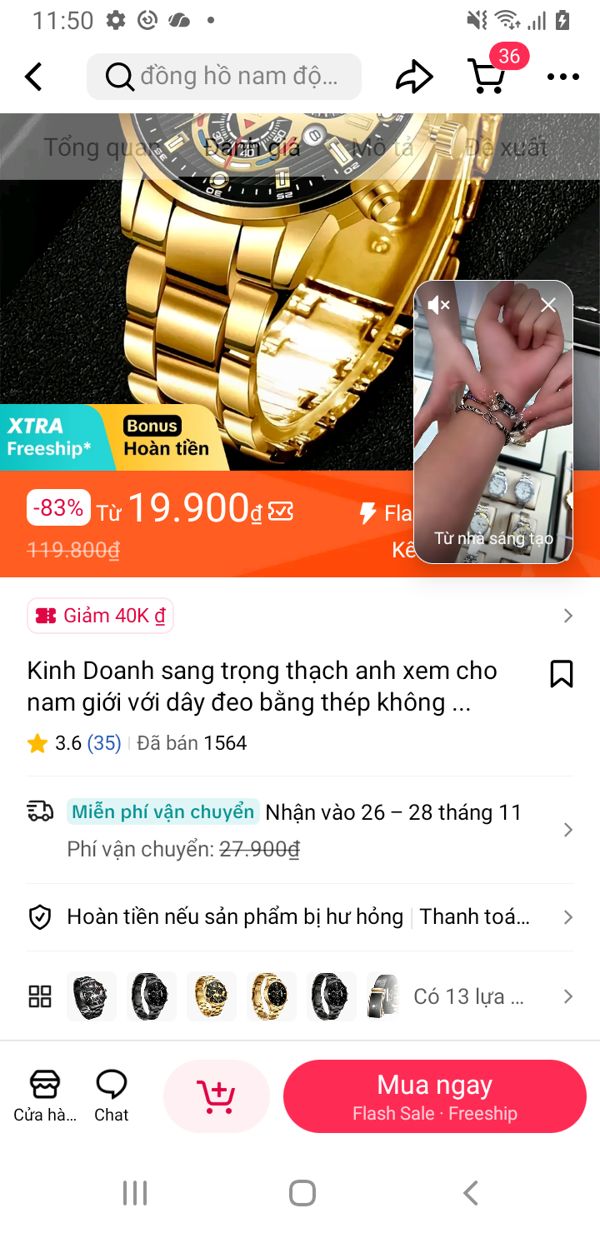 11:50
36
đồng hồ nam độ...
Tổng quan Đánh giá Mô tả Đề xuất
XTRA
Freeship*
Bonus
Hoàn tiền
Từ nhà sáng tạo
-83% Từ 19.900₫
Fla
119.800₫
Kế
Giảm 40K ₫
Kinh Doanh sang trọng thạch anh xem cho
nam giới với dây đeo bằng thép không ...
3.6 (35) Đã bán 1564
Miễn phí vận chuyển Nhận vào 26 – 28 tháng 11
Phí vận chuyển: 27.900₫
Hoàn tiền nếu sản phẩm bị hư hỏng Thanh toá...
Có 13 lựa ...
Cửa hà... Chat
Mua ngay
Flash Sale · Freeship